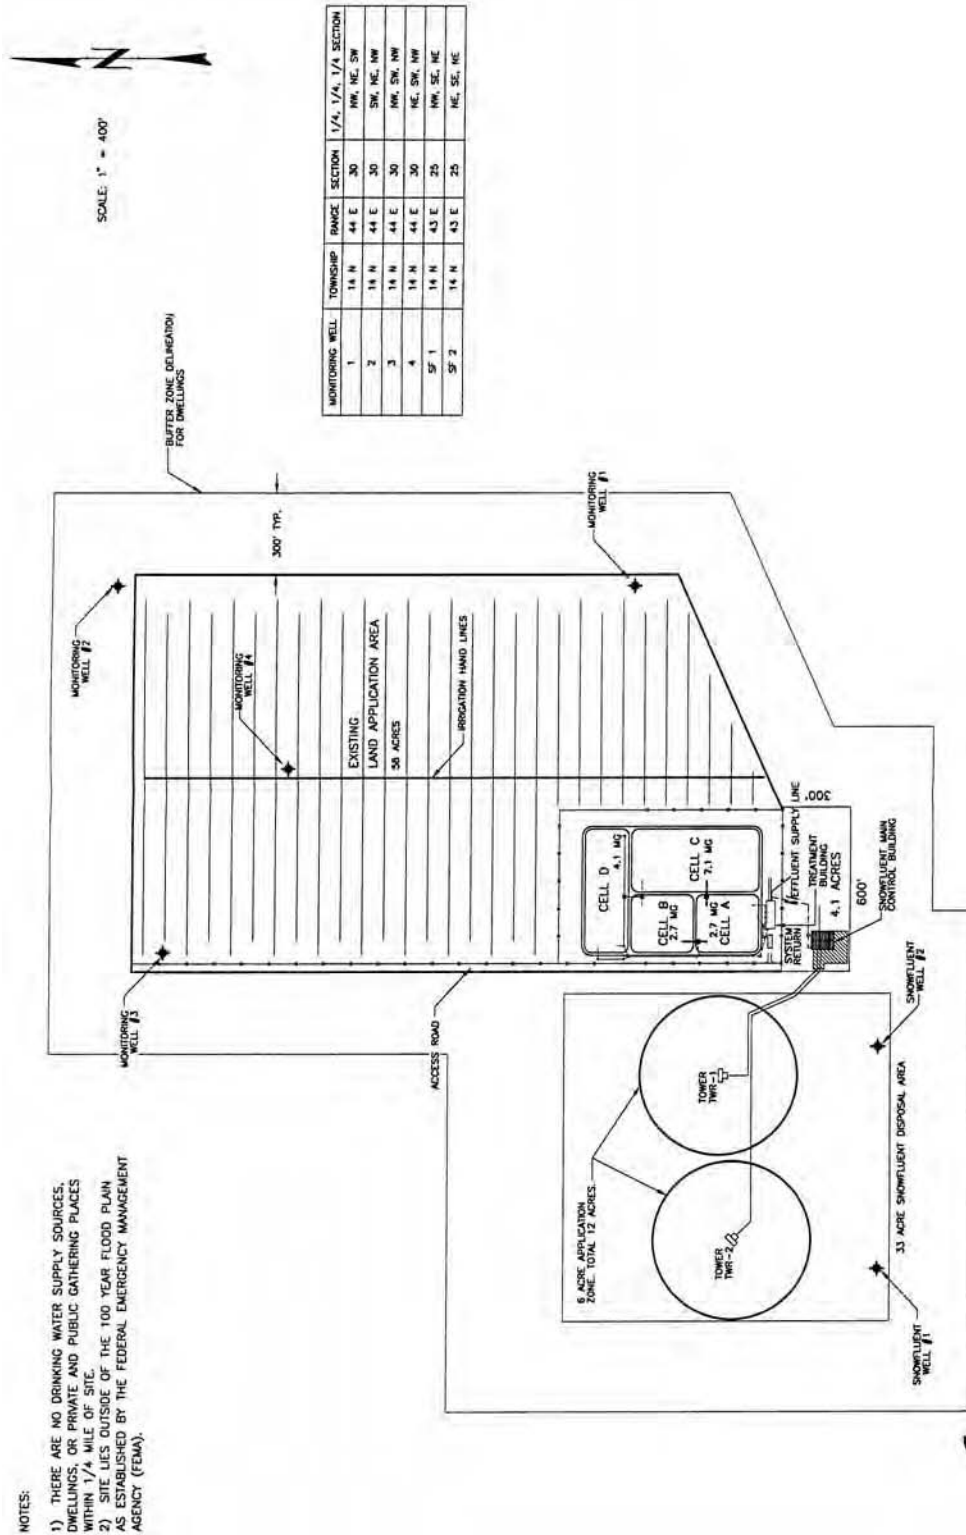 NOTES:
1) THERE ARE NO DRINKING WATER SUPPLY SOURCES,
DWELLINGS, OR PRIVATE AND PUBLIC GATHERING PLACES
WITHIN 1/4 MILE OF SITE.
2) SITE LIES OUTSIDE OF THE 100 YEAR FLOOD PLAIN
AS ESTABLISHED BY THE FEDERAL EMERGENCY MANAGEMENT
AGENCY (FEMA).
MONITORING
WELL #3
MONITORING
WELL #2
BUFFER ZONE DELINEATION
FOR DWELLINGS
SCALE: 1" = 400'
N
MONITORING
WELL #4
300' TYP.
EXISTING
LAND APPLICATION AREA
58 ACRES
IRRIGATION HAND LINES
ACCESS ROAD
MONITORING
WELL #1
MONITORING WELL TOWNSHIP RANGE SECTION 1/4, 1/4, 1/4 SECTION
1 14 N 44 E 30 NW, NE, SW
2 14 N 44 E 30 SW, NE, NW
3 14 N 44 E 30 NW, SW, NW
4 14 N 44 E 30 NE, SW, NW
SF 1 14 N 43 E 25 NW, SE, NE
SF 2 14 N 43 E 25 NE, SE, NE
6 ACRE APPLICATION
ZONE. TOTAL 12 ACRES.
CELL D
4.1 MG
CELL B
2.7 MG
CELL C
7.1 MG
2.7 MG
CELL A
TOWER
TWR-2
TOWER
TWR-1
SYSTEM
RETURN
EFFLUENT SUPPLY LINE
300'
TREATMENT
BUILDING
4.1 ACRES
600'
SNOWFLUENT MAIN
CONTROL BUILDING
33 ACRE SNOWFLUENT DISPOSAL AREA
SNOWFLUENT
WELL #1
SNOWFLUENT
WELL #2